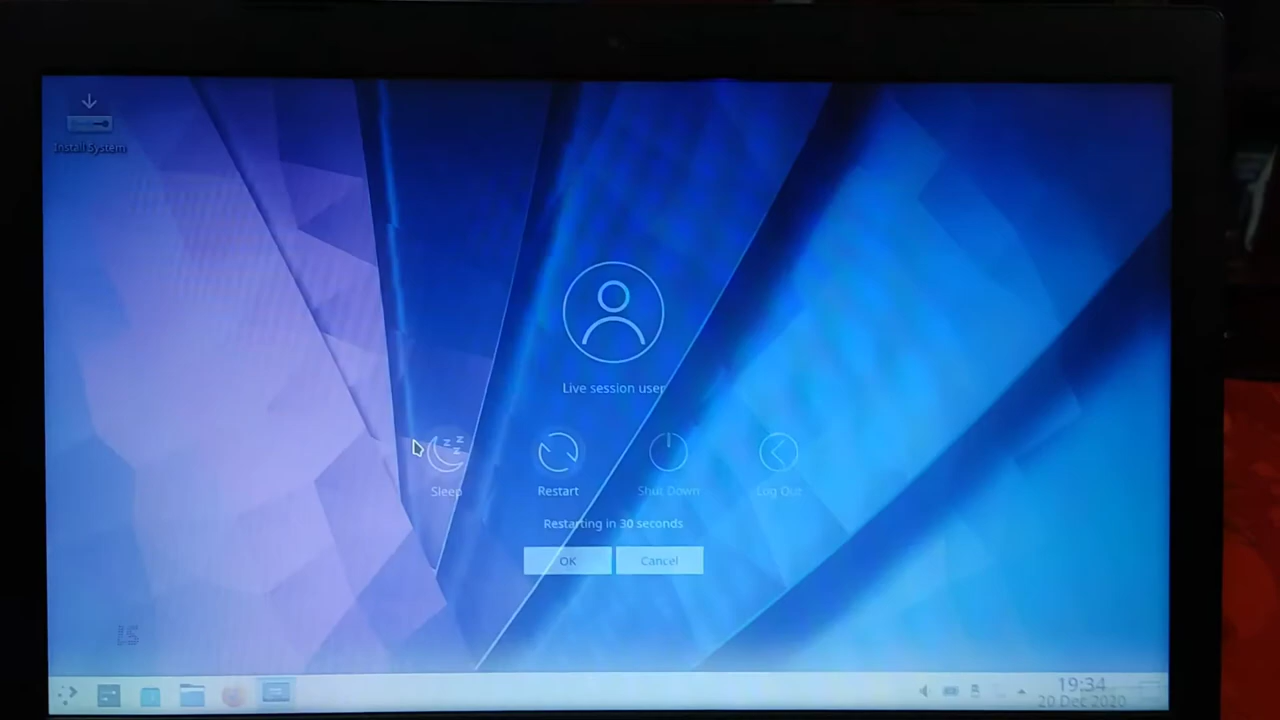 Install System
Live session user
Sleep
Restart
Shut Down
Log Out
Restarting in 30 seconds
OK
Cancel
19:34
20 Dec 2020